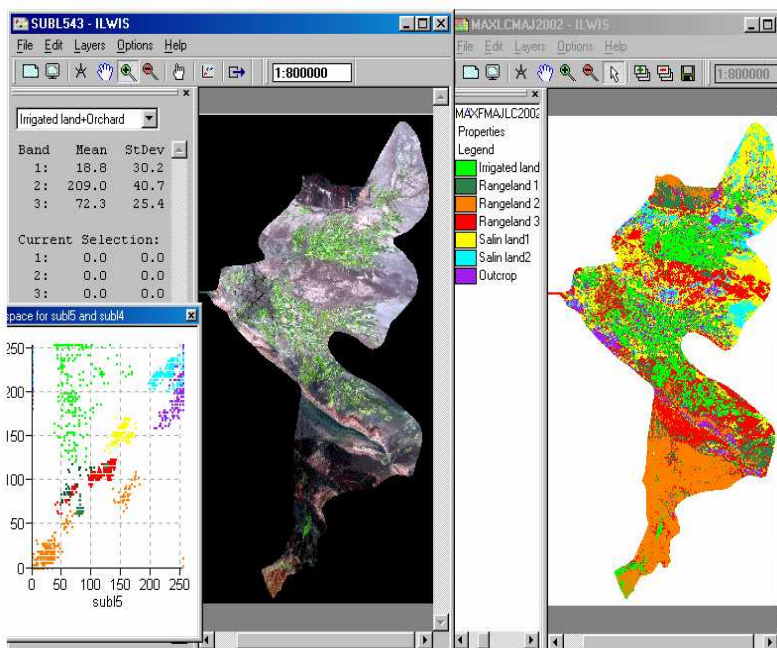 SUBL543 - ILWIS
File Edit Layers Options Help
1:800000
Irrigated land+Orchard
Band Mean StDev
1: 18.8 30.2
2: 209.0 40.7
3: 72.3 25.4
Current Selection:
1: 0.0 0.0
2: 0.0 0.0
3: 0.0 0.0
space for subl5 and subl4
250
200
150
100
50
0
0 50 100 150 200 250
subl5
MAXLCMAJ2002 - ILWIS
File Edit Layers Options Help
1:800000
MAXFMAJLC2002
Properties
Legend
Irrigated land
Rangeland 1
Rangeland 2
Rangeland 3
Salin land1
Salin land2
Outcrop